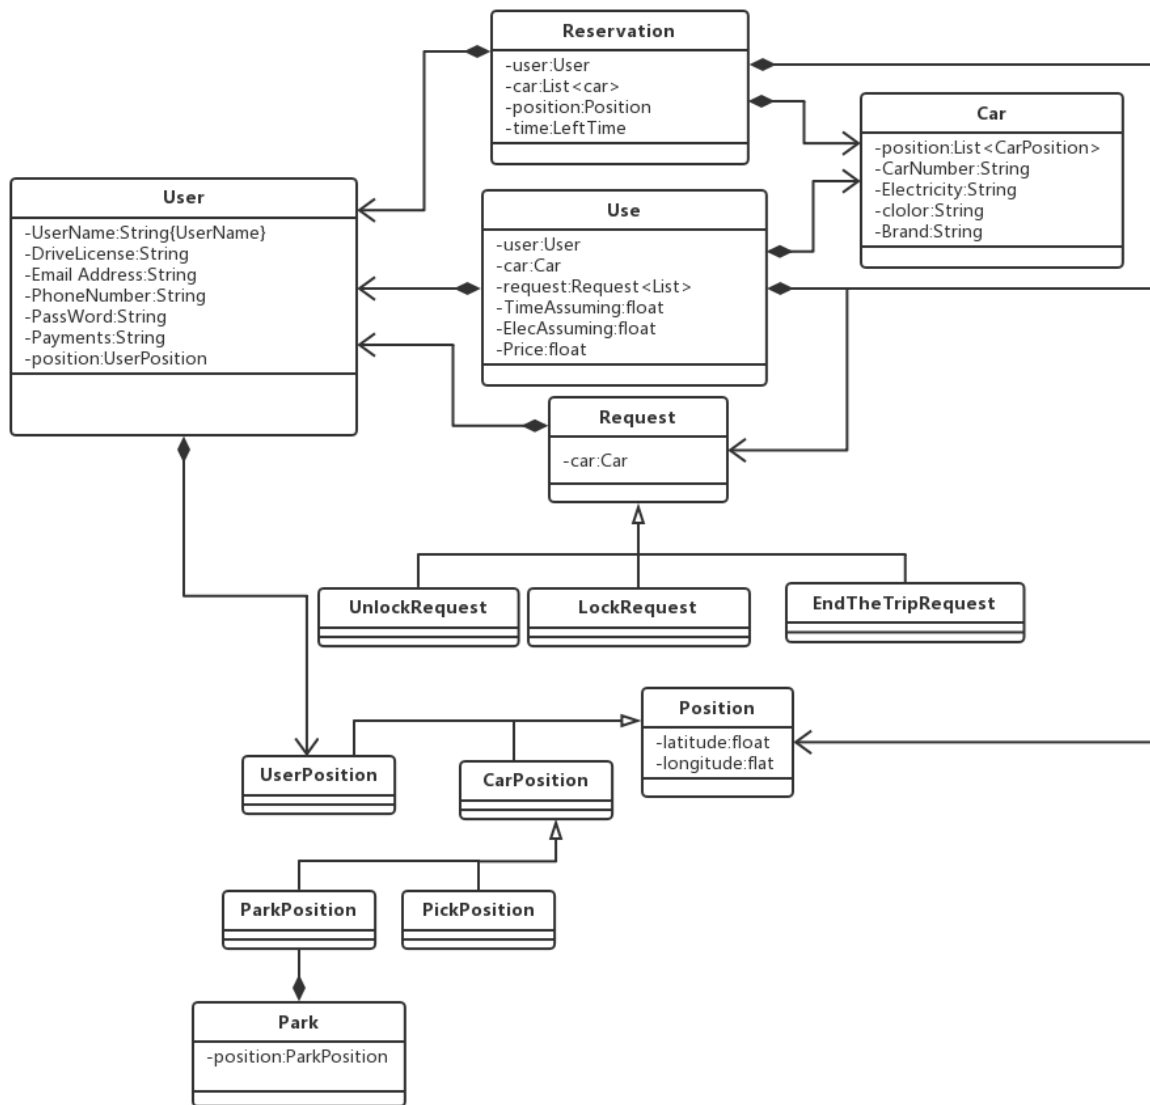 Reservation
-user:User
-car:List<car>
-position:Position
-time:LeftTime
Car
-position:List<CarPosition>
-CarNumber:String
-Electricity:String
-clolor:String
-Brand:String
User
-UserName:String{UserName}
-DriveLicense:String
-Email Address:String
-PhoneNumber:String
-PassWord:String
-Payments:String
-position:UserPosition
Use
-user:User
-car:Car
-request:Request<List>
-TimeAssuming:float
-ElecAssuming:float
-Price:float
Request
-car:Car
UnlockRequest
LockRequest
EndTheTripRequest
Position
-latitude:float
-longitude:flat
UserPosition
CarPosition
ParkPosition
PickPosition
Park
-position:ParkPosition